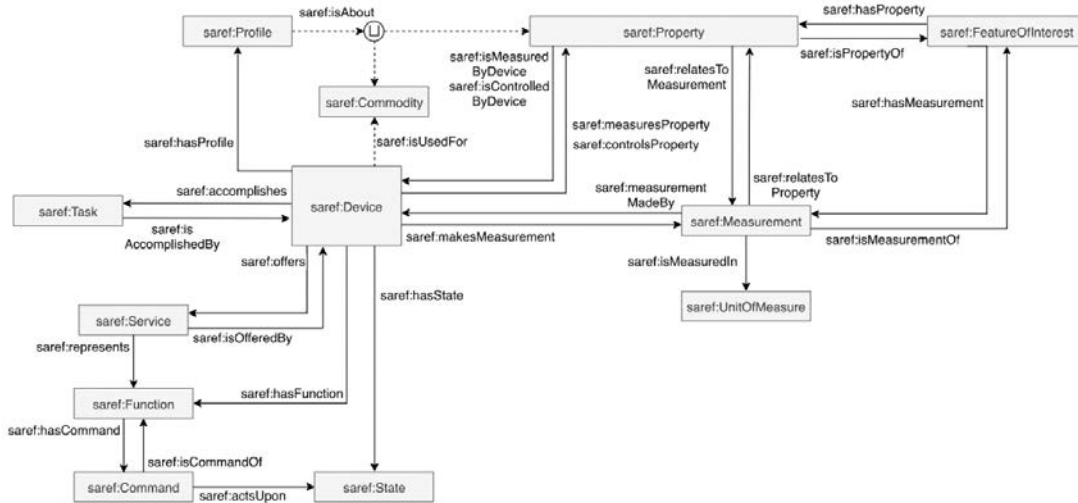 saref:isAbout
saref:hasProperty
saref:Profile
saref:Property
saref:FeatureOfInterest
saref:isMeasured
ByDevice
saref:isControlled
ByDevice
saref:relatesTo
Measurement
saref:isPropertyOf
saref:Commodity
saref:hasMeasurement
saref:measuresProperty
saref:controlsProperty
saref:hasProfile
saref:isUsedFor
saref:relatesTo
Property
saref:accomplishes
saref:measurement
MadeBy
saref:Task
saref:Device
saref:Measurement
saref:is
AccomplishedBy
saref:makesMeasurement
saref:isMeasurementOf
saref:offers
saref:isMeasuredIn
saref:hasState
saref:UnitOfMeasure
saref:Service
saref:isOfferedBy
saref:represents
saref:hasFunction
saref:Function
saref:hasCommand
saref:isCommandOf
saref:Command
saref:actsUpon
saref:State